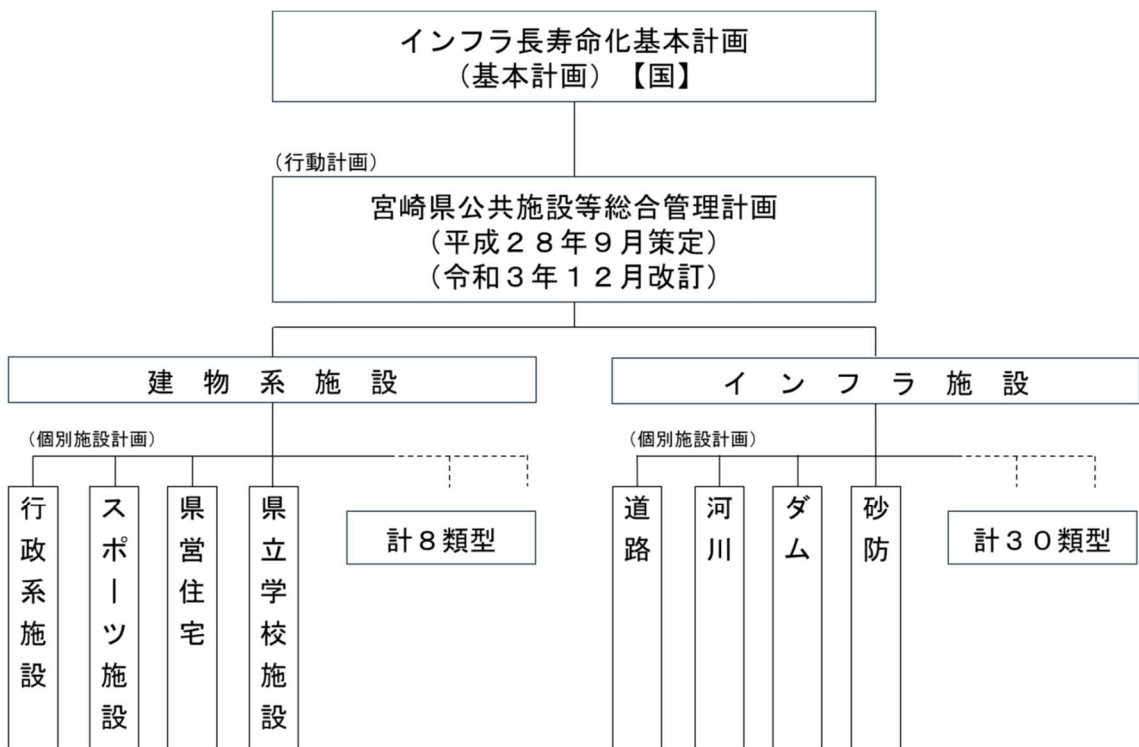 インフラ長寿命化基本計画
（基本計画）【国】
（行動計画）
宮崎県公共施設等総合管理計画
（平成２８年９月策定）
（令和３年１２月改訂）
建物系施設
インフラ施設
（個別施設計画）
行政系施設
スポーツ施設
県営住宅
県立学校施設
計８類型
（個別施設計画）
道路
河川
ダム
砂防
計３０類型